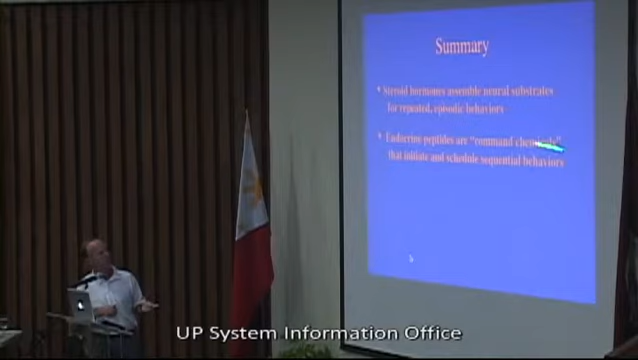 Summary
• Steroid hormones assemble neural substrates
for repeated, episodic behaviors
• Endocrine peptides are "command chemicals"
that initiate and schedule sequential behaviors
UP System Information Office